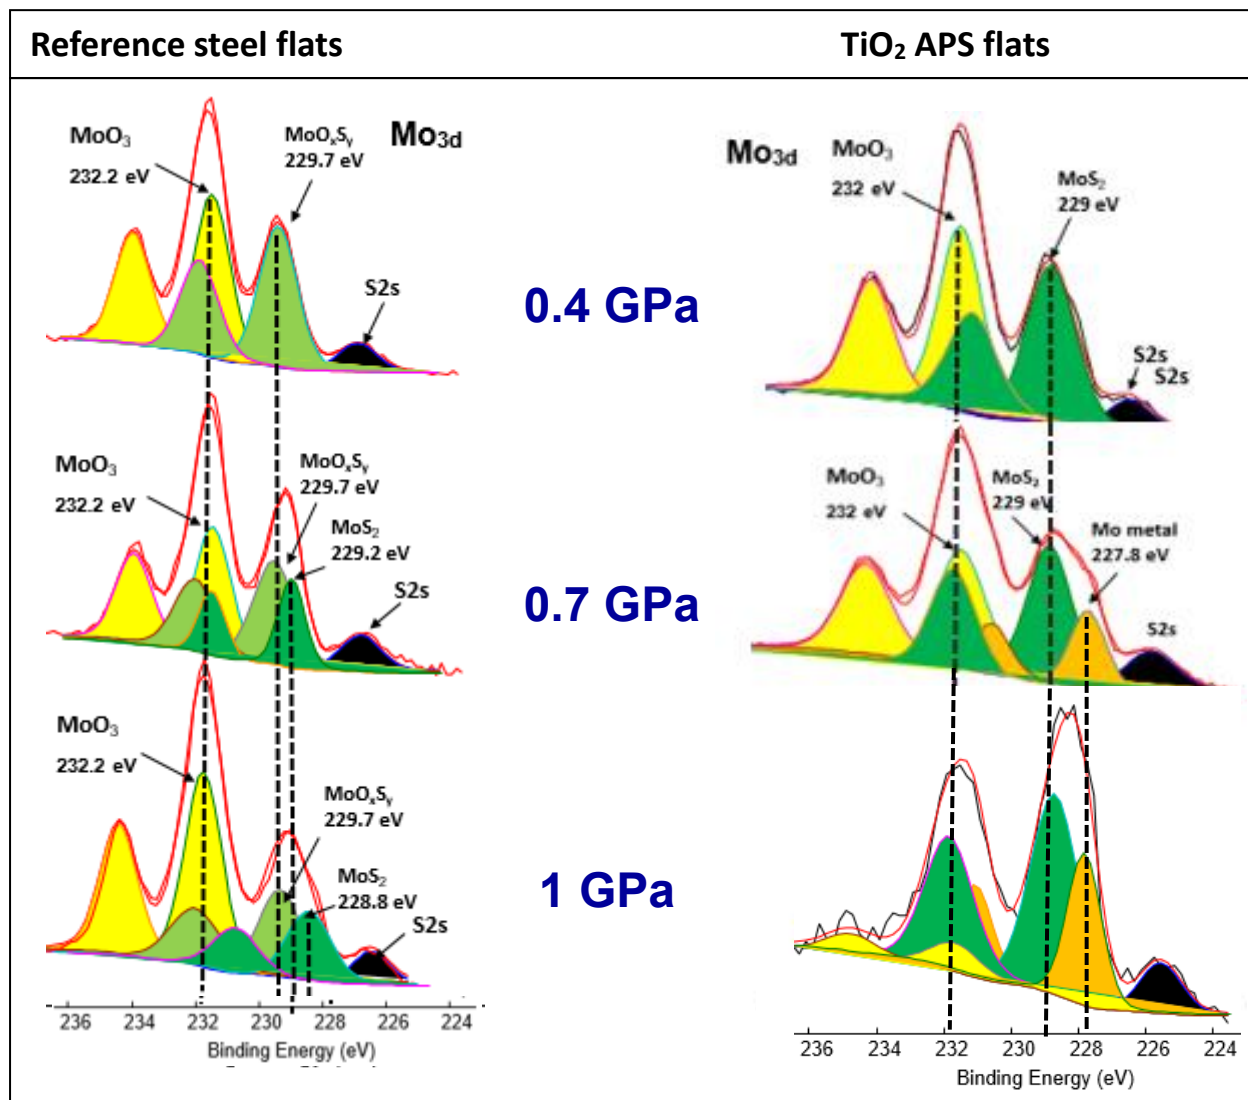 Reference steel flats
TiO₂ APS flats
MoO₃
232.2 eV
MoOₓSᵧ
229.7 eV
Mo3d
S2s
0.4 GPa
Mo3d
MoO₃
232 eV
MoS₂
229 eV
S2s
S2s
MoO₃
232.2 eV
MoOₓSᵧ
229.7 eV
MoS₂
229.2 eV
S2s
0.7 GPa
MoO₃
232 eV
MoS₂
229 eV
Mo metal
227.8 eV
S2s
MoO₃
232.2 eV
MoOₓSᵧ
229.7 eV
MoS₂
228.8 eV
S2s
1 GPa
236 234 232 230 228 226 224
Binding Energy (eV)
236 234 232 230 228 226 224
Binding Energy (eV)